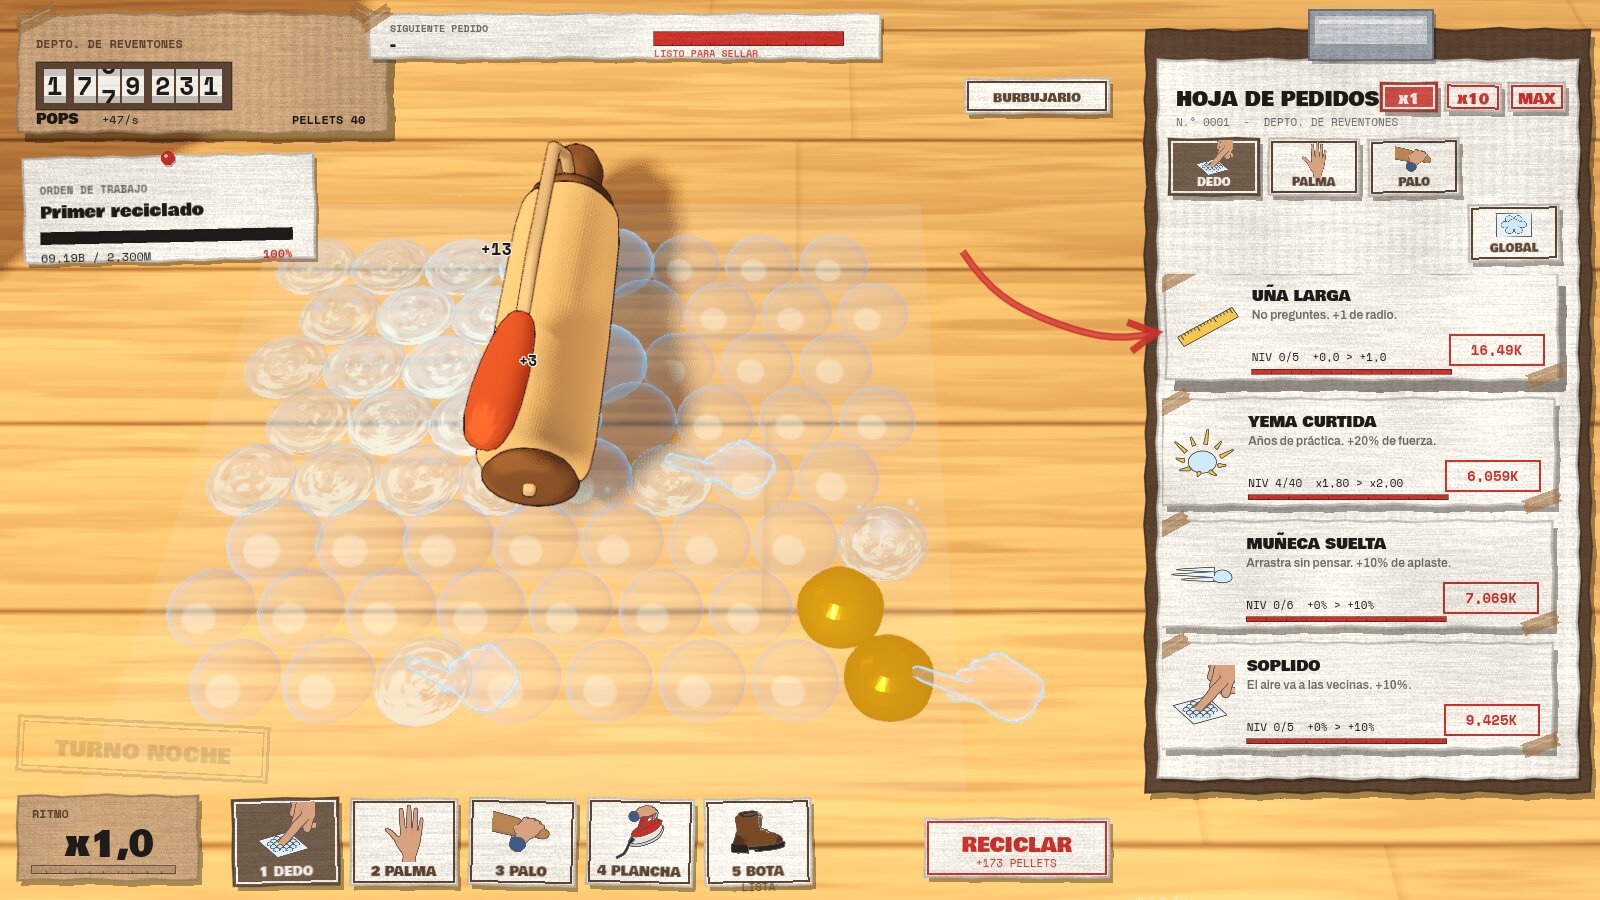 DEPTO. DE REVENTONES
POPS +47/s PELLETS 40
SIGUIENTE PEDIDO
-
LISTO PARA SELLAR
BURBUJARIO
ORDEN DE TRABAJO
Primer reciclado
69.19B / 2,300M 100%
+13
+3
HOJA DE PEDIDOS x1 x10 MAX
N.° 0001 - DEPTO. DE REVENTONES
DEDO PALMA PALO
GLOBAL
UÑA LARGA
No preguntes. +1 de radio.
NIV 0/5 +0,0 > +1,0 16,49K
YEMA CURTIDA
Años de práctica. +20% de fuerza.
NIV 4/40 x1,80 > x2,00 6,059K
MUÑECA SUELTA
Arrastra sin pensar. +10% de aplaste.
NIV 0/6 +0% > +10% 7,069K
SOPLIDO
El aire va a las vecinas. +10%.
NIV 0/5 +0% > +10% 9,425K
TURNO NOCHE
RITMO
x1,0
1 DEDO 2 PALMA 3 PALO 4 PLANCHA 5 BOTA
LISTA
RECICLAR
+173 PELLETS